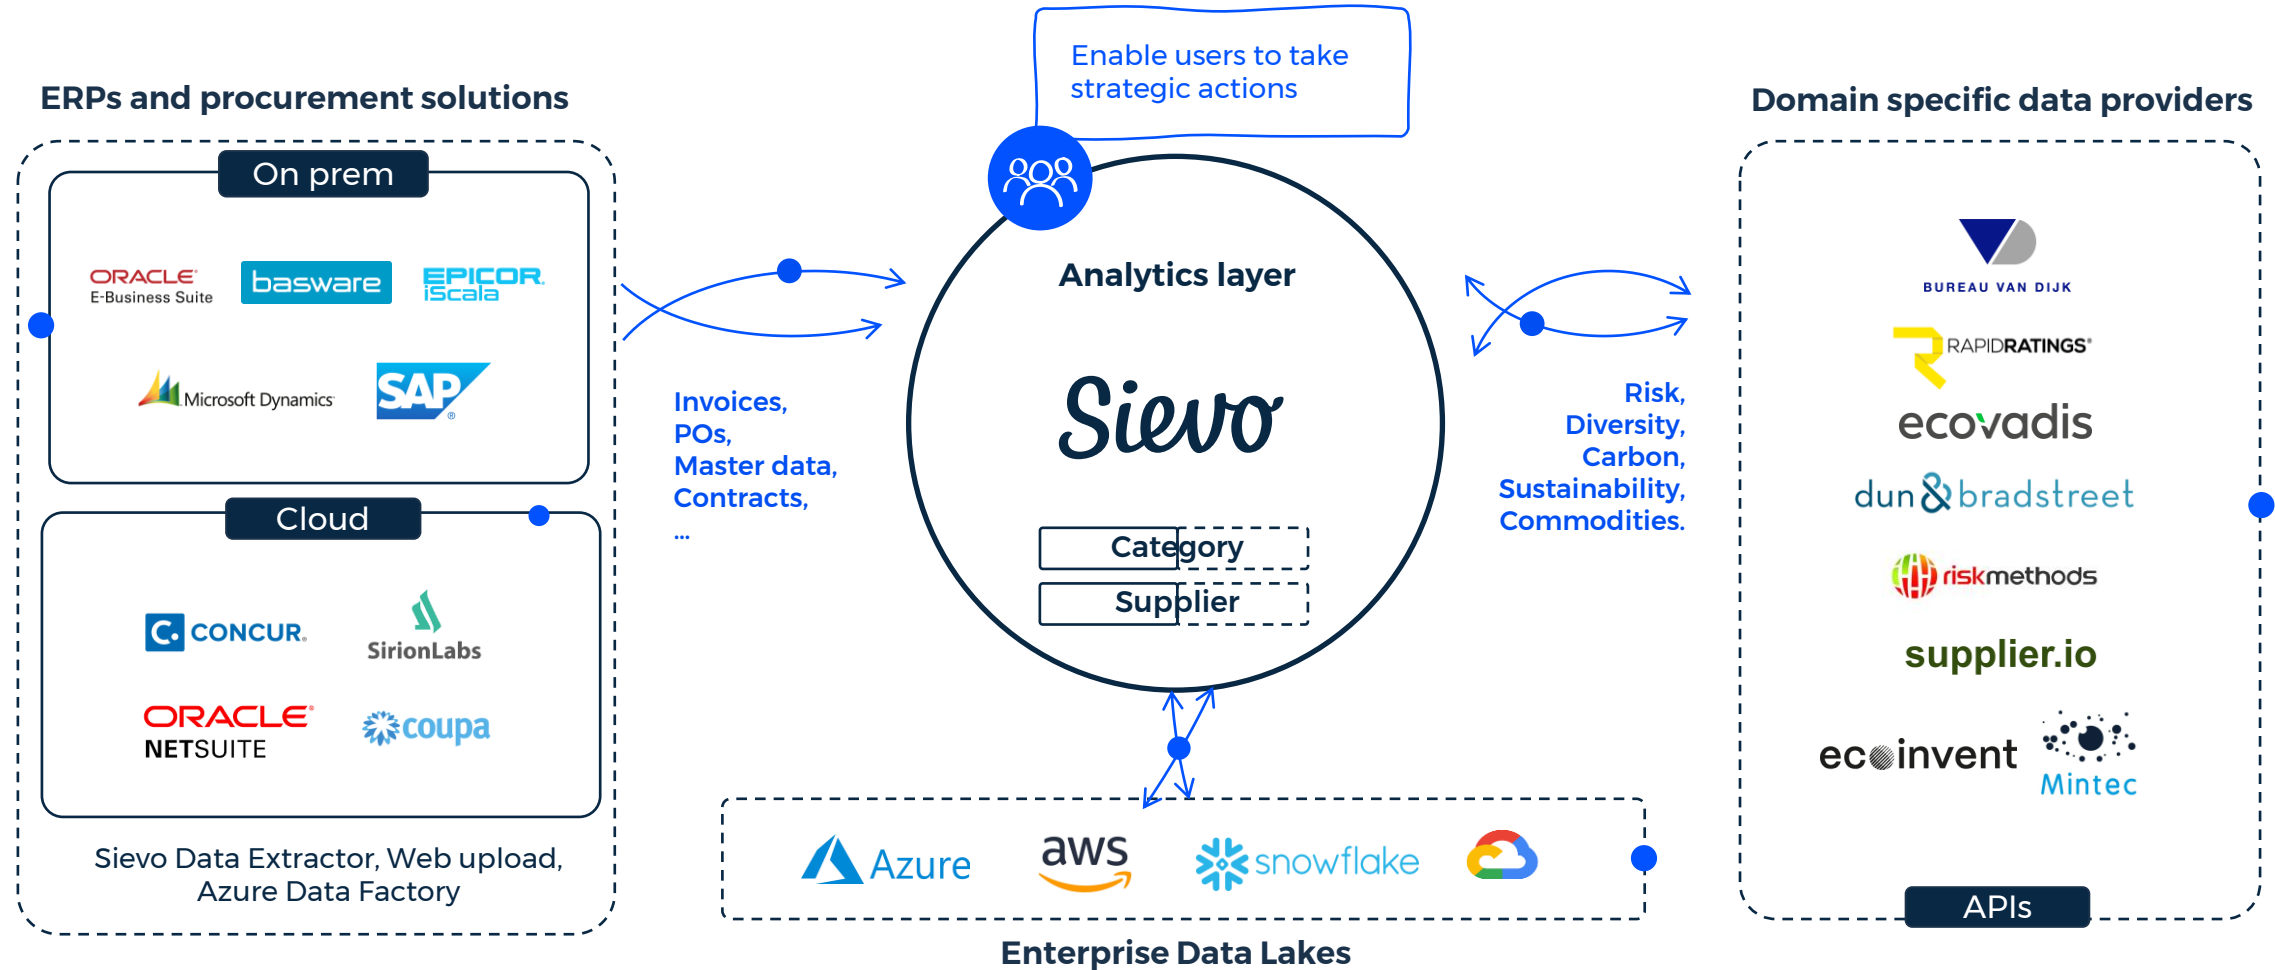 Enable users to take
strategic actions
ERPs and procurement solutions
On prem
ORACLE®
E-Business Suite
basware
EPICOR.
iScala
Microsoft Dynamics
SAP®
Cloud
C. CONCUR®
SirionLabs
ORACLE®
NETSUITE
coupa
Sievo Data Extractor, Web upload,
Azure Data Factory
Invoices,
POs,
Master data,
Contracts,
...
Analytics layer
Sievo
Category
Supplier
Azure
aws
snowflake
Enterprise Data Lakes
Risk,
Diversity,
Carbon,
Sustainability,
Commodities.
Domain specific data providers
BUREAU VAN DIJK
RAPIDRATINGS®
ecovadis
dun & bradstreet
riskmethods
supplier.io
ecoinvent
Mintec
APIs